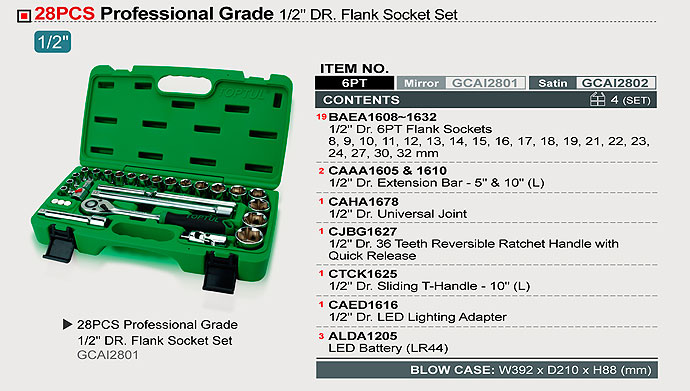 28PCS Professional Grade 1/2" DR. Flank Socket Set
1/2"
TOPTUL
TOPTUL
ITEM NO.
6PT Mirror GCAI2801 Satin GCAI2802
CONTENTS 4 (SET)
19 BAEA1608~1632
1/2" Dr. 6PT Flank Sockets
8, 9, 10, 11, 12, 13, 14, 15, 16, 17, 18, 19, 21, 22, 23,
24, 27, 30, 32 mm
2 CAAA1605 & 1610
1/2" Dr. Extension Bar - 5" & 10" (L)
1 CAHA1678
1/2" Dr. Universal Joint
1 CJBG1627
1/2" Dr. 36 Teeth Reversible Ratchet Handle with
Quick Release
1 CTCK1625
1/2" Dr. Sliding T-Handle - 10" (L)
1 CAED1616
1/2" Dr. LED Lighting Adapter
3 ALDA1205
LED Battery (LR44)
BLOW CASE: W392 x D210 x H88 (mm)
28PCS Professional Grade
1/2" DR. Flank Socket Set
GCAI2801